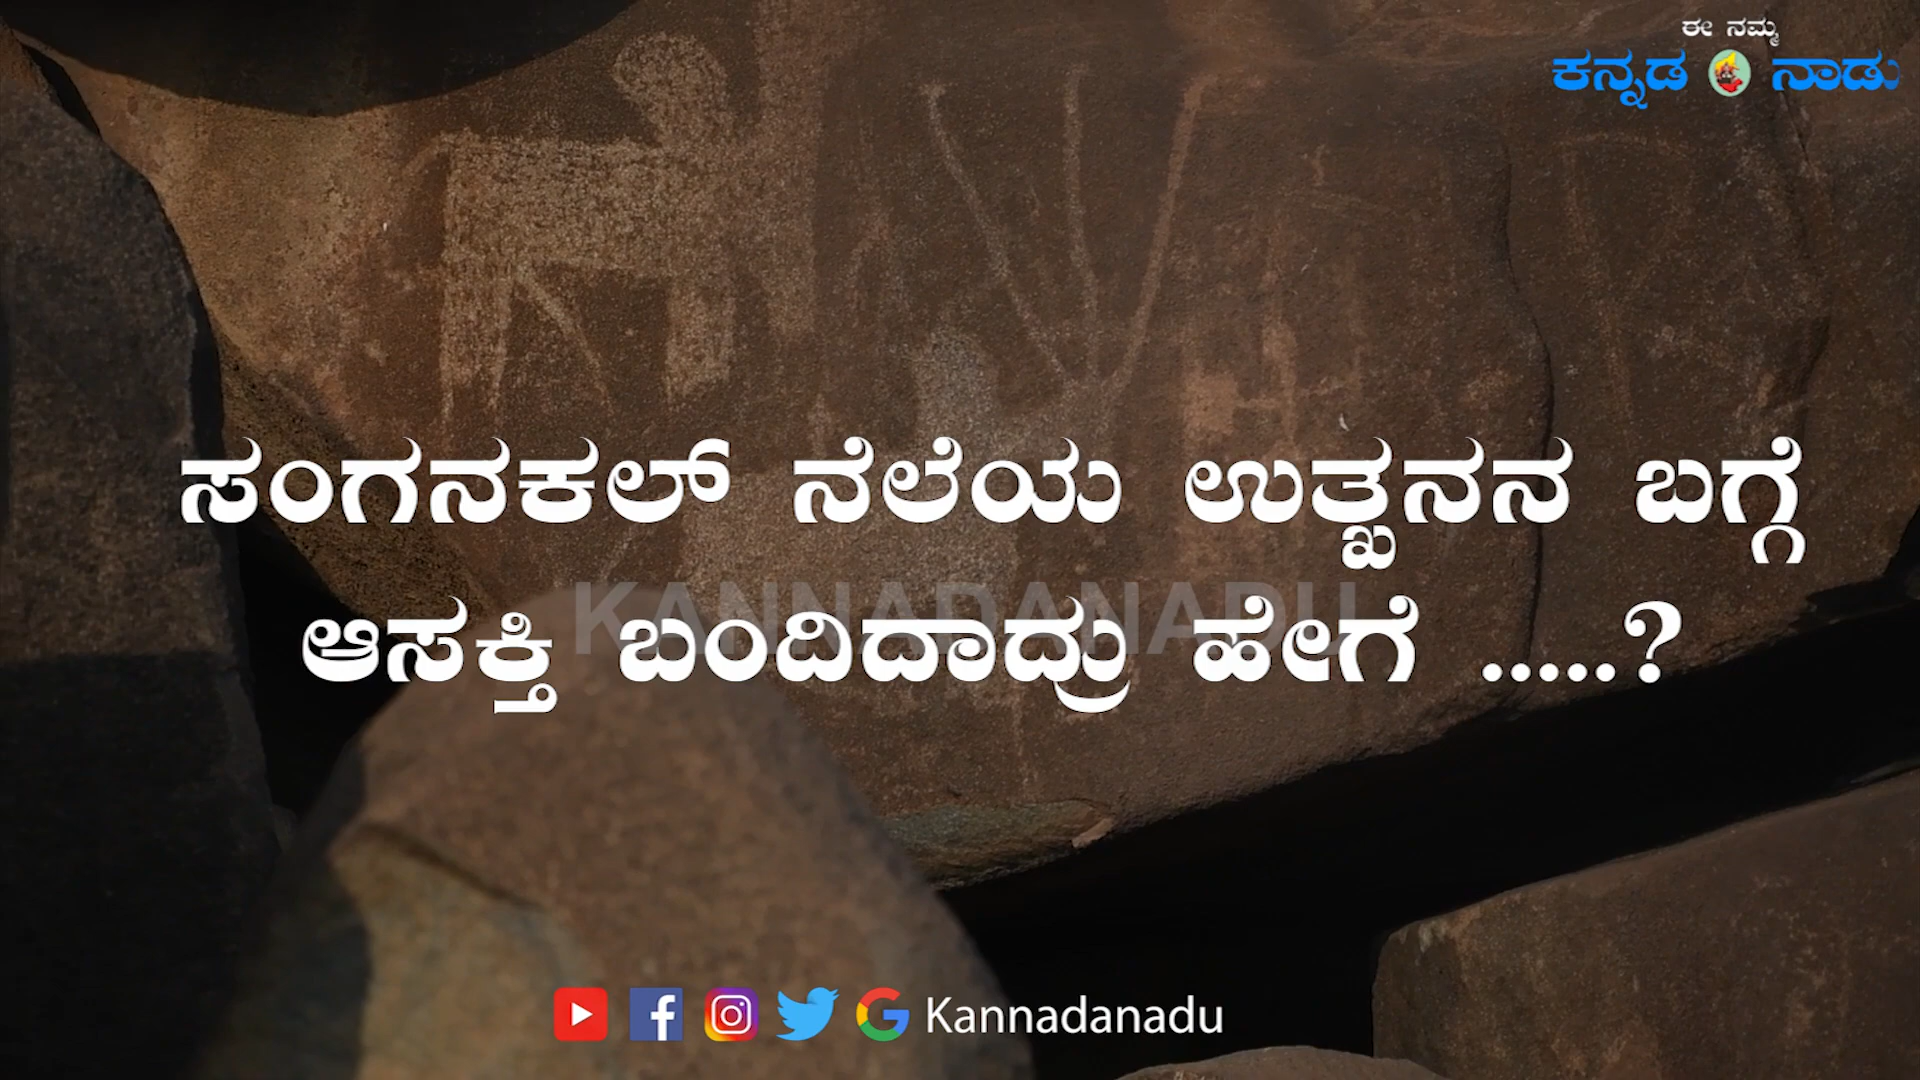 ಈ ನಮ್ಮ
ಕನ್ನಡ ನಾಡು
ಸಂಗನಕಲ್ ನೆಲೆಯ ಉತ್ಖನನ ಬಗ್ಗೆ
KANNADANADU
ಆಸಕ್ತಿ ಬಂದಿದಾದ್ರು ಹೇಗೆ .....?
Kannadanadu